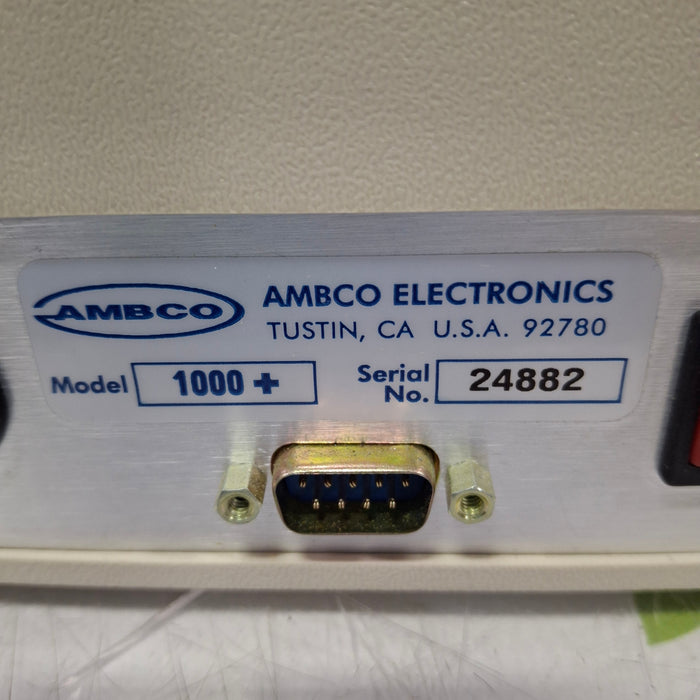 AMBCO
AMBCO ELECTRONICS
TUSTIN, CA U.S.A. 92780
Model 1000 +
Serial No. 24882